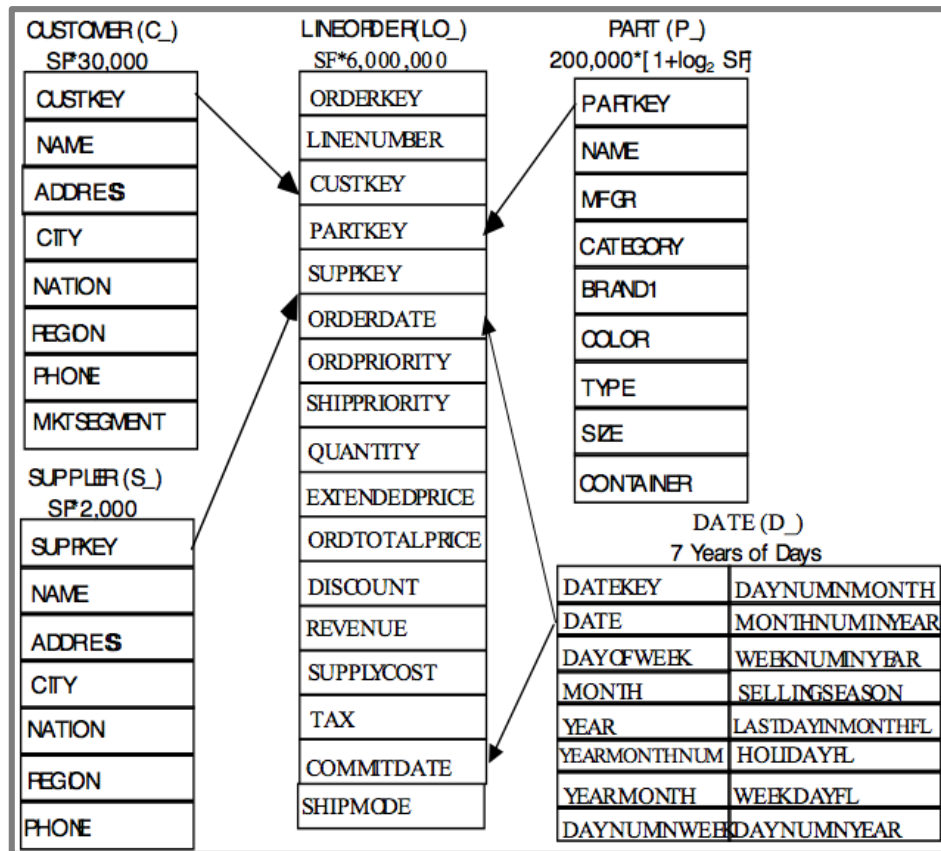 CUSTOMER (C_)
SF*30,000
CUSTKEY
NAME
ADDRESS
CITY
NATION
REGION
PHONE
MKTSEGMENT
SUPPLIER (S_)
SF*2,000
SUPPKEY
NAME
ADDRESS
CITY
NATION
REGION
PHONE
LINEORDER(LO_)
SF*6,000,000
ORDERKEY
LINENUMBER
CUSTKEY
PARTKEY
SUPPKEY
ORDERDATE
ORDPRIORITY
SHIPPRIORITY
QUANTITY
EXTENDEDPRICE
ORDTOTALPRICE
DISCOUNT
REVENUE
SUPPLYCOST
TAX
COMMITDATE
SHIPMODE
PART (P_)
200,000*[1+log₂ SF]
PARTKEY
NAME
MFGR
CATEGORY
BRAND1
COLOR
TYPE
SIZE
CONTAINER
DATE (D_)
7 Years of Days
DATEKEY DAYNUMINMONTH
DATE MONTHNUMINYEAR
DAYOFWEEK WEEKNUMINYEAR
MONTH SELLINGSEASON
YEAR LASTDAYINMONTHFL
YEARMONTHNUM HOLIDAYFL
YEARMONTH WEEKDAYFL
DAYNUMINWEEK DAYNUMINYEAR